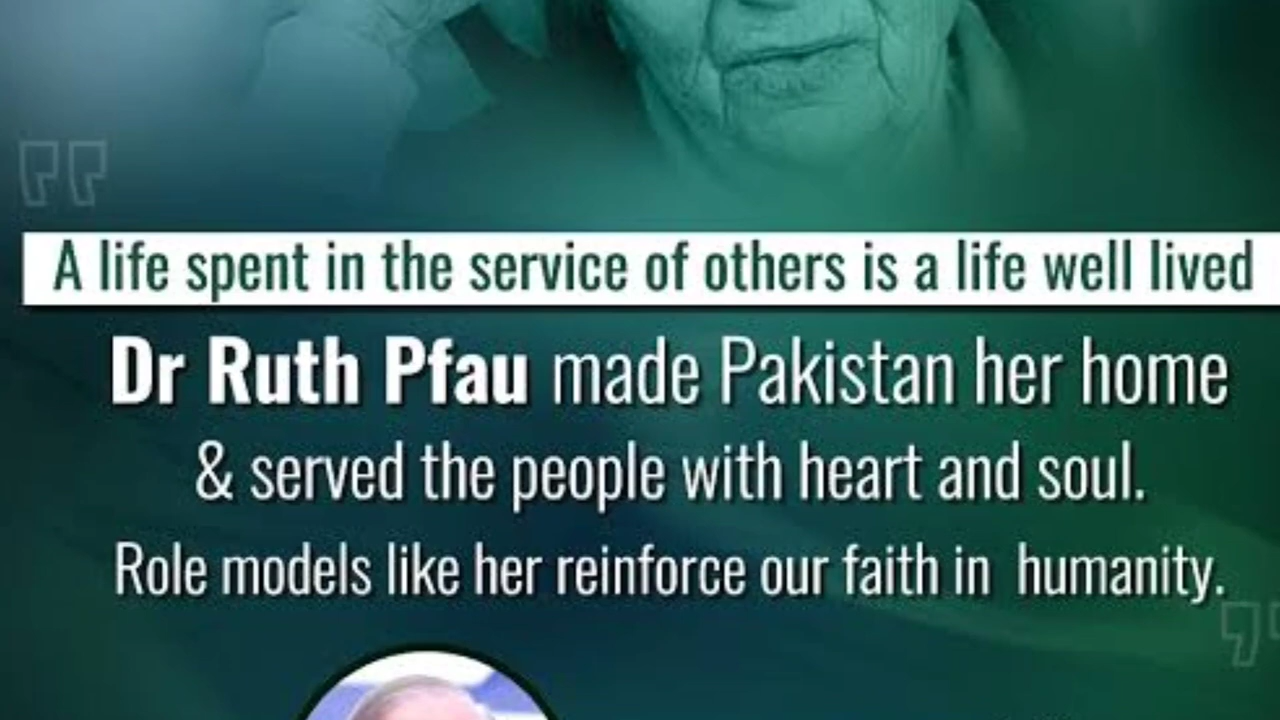 A life spent in the service of others is a life well lived
Dr Ruth Pfau made Pakistan her home
& served the people with heart and soul.
Role models like her reinforce our faith in humanity.